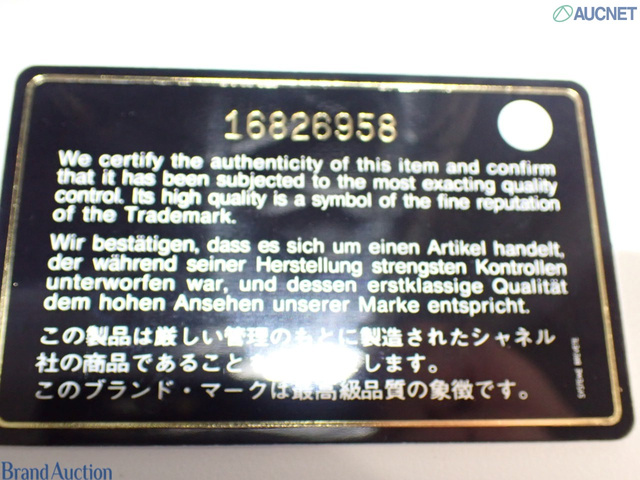 AUCNET
16826958
We certify the authenticity of this item and confirm
that it has been subjected to the most exacting quality
control. Its high quality is a symbol of the fine reputation
of the Trademark.
Wir bestätigen, dass es sich um einen Artikel handelt,
der während seiner Herstellung strengsten Kontrollen
unterworfen war, und dessen erstklassige Qualität
dem hohen Ansehen unserer Marke entspricht.
この製品は厳しい管理のもとに製造されたシャネル
社の商品であること します。
このブランド・マークは最高級品質の象徴です。
Brand Auction